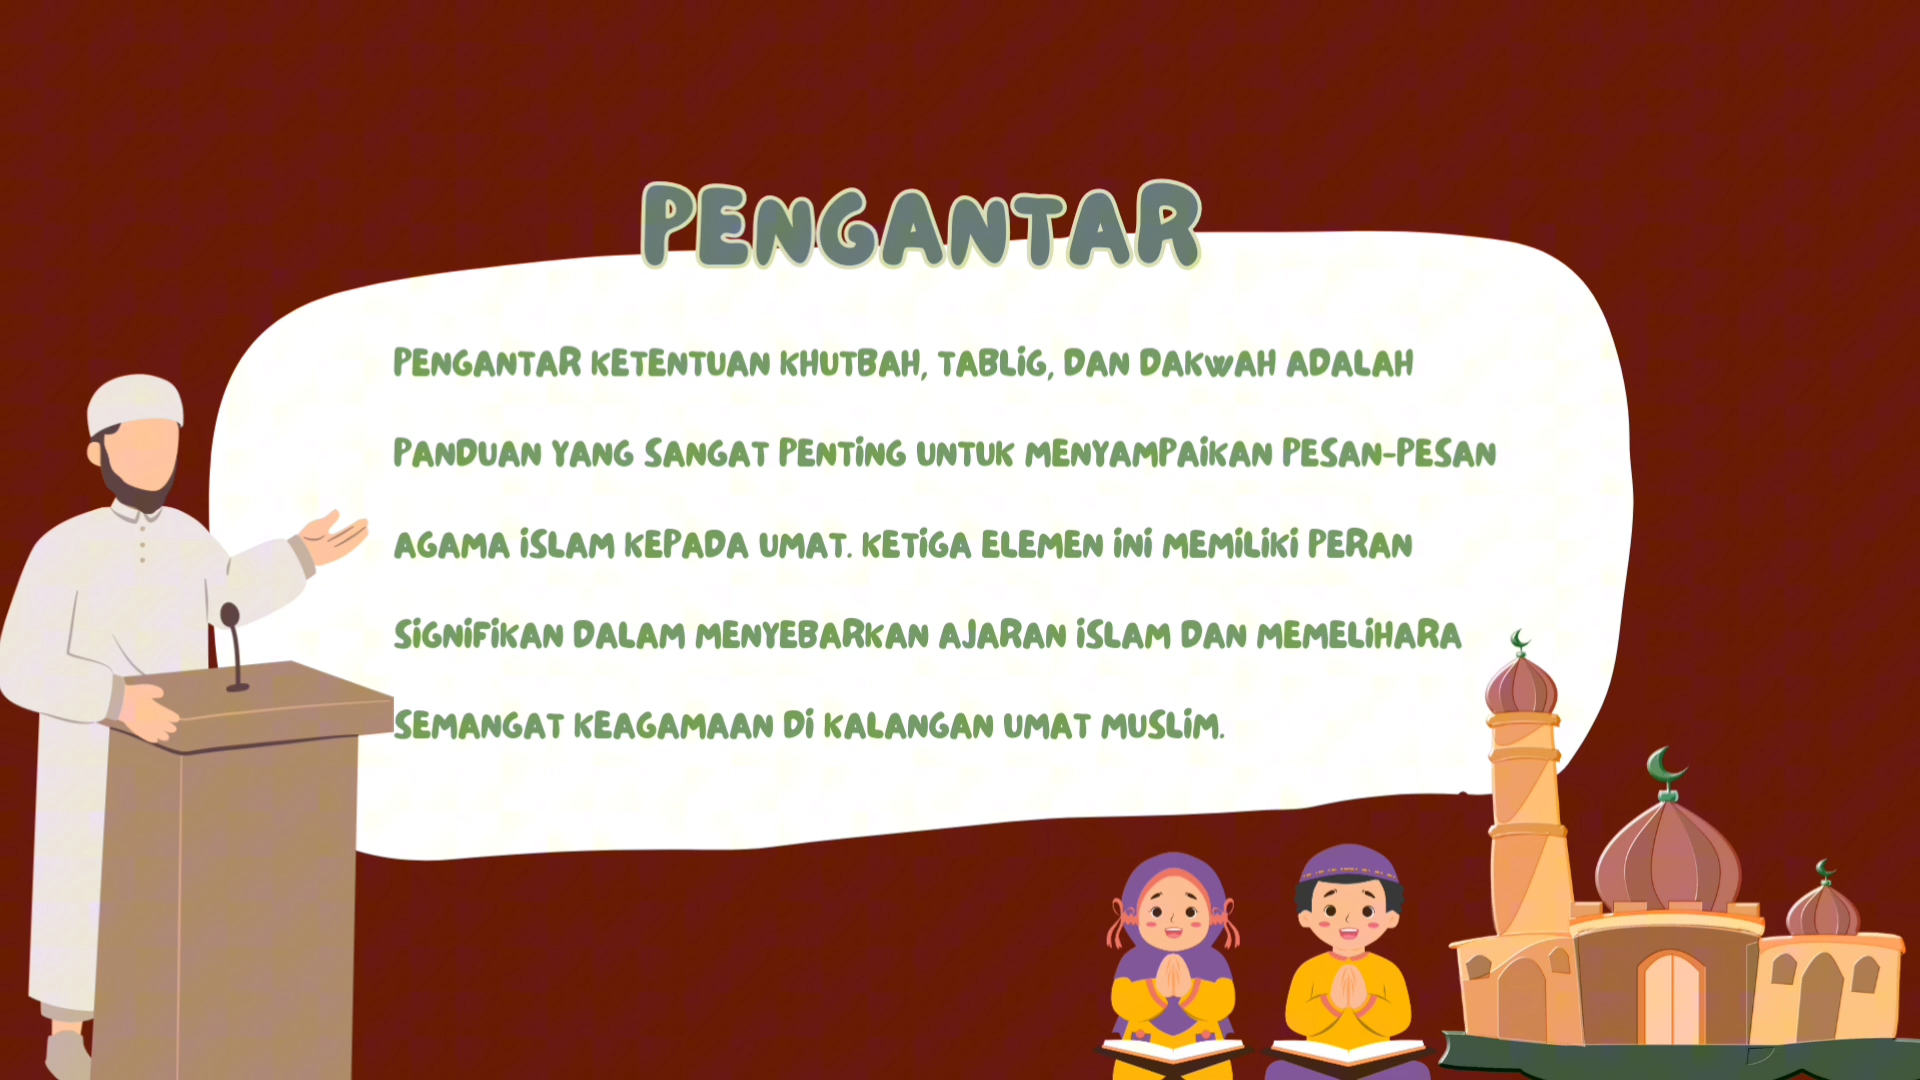 PENGANTAR
PENGANTAR KETENTUAN KHUTBAH, TABLIG, DAN DAKWAH ADALAH
PANDUAN YANG SANGAT PENTING UNTUK MENYAMPAIKAN PESAN-PESAN
AGAMA ISLAM KEPADA UMAT. KETIGA ELEMEN INI MEMILIKI PERAN
SIGNIFIKAN DALAM MENYEBARKAN AJARAN ISLAM DAN MEMELIHARA
SEMANGAT KEAGAMAAN DI KALANGAN UMAT MUSLIM.